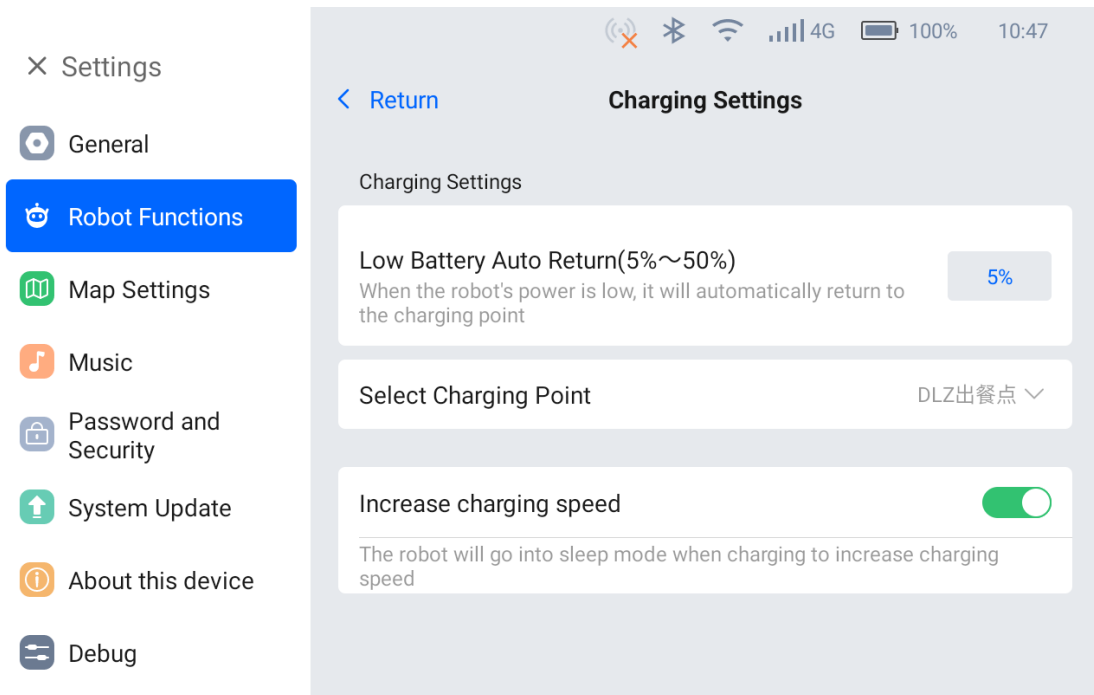 4G 100% 10:47
Settings
Return
Charging Settings
General
Robot Functions
Map Settings
Music
Password and
Security
System Update
About this device
Debug
Charging Settings
Low Battery Auto Return(5%～50%)
When the robot's power is low, it will automatically return to
the charging point
5%
Select Charging Point
DLZ出餐点
Increase charging speed
The robot will go into sleep mode when charging to increase charging
speed